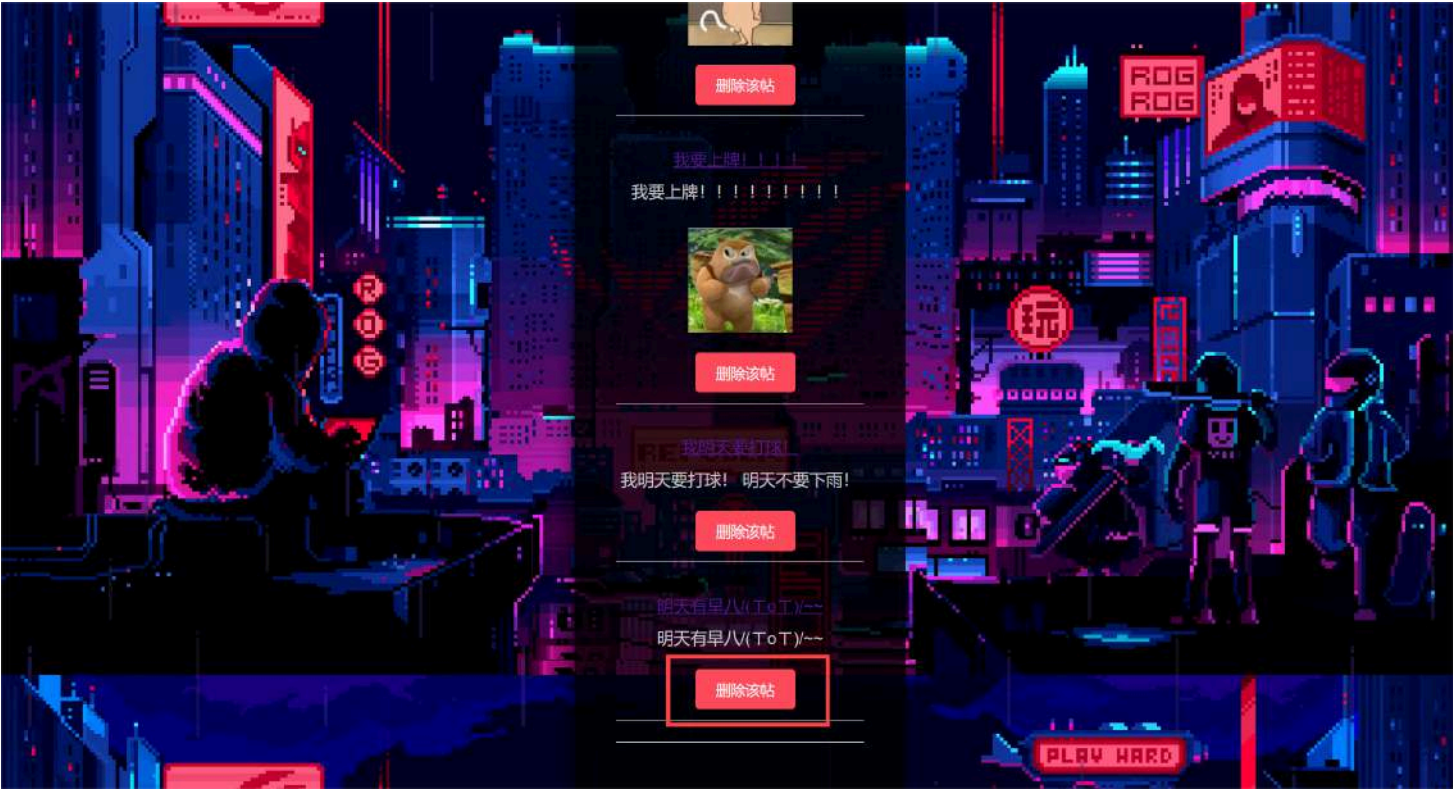 ?
删除该帖
ROG
ROG
我要上牌！！！！
我要上牌！！！！！！！！！
R
O
G
玩
删除该帖
我明天要打球！
我明天要打球！ 明天不要下雨！
删除该帖
明天有早八/(ToT)/~~
明天有早八/(ToT)/~~
删除该帖
PLAY HARD